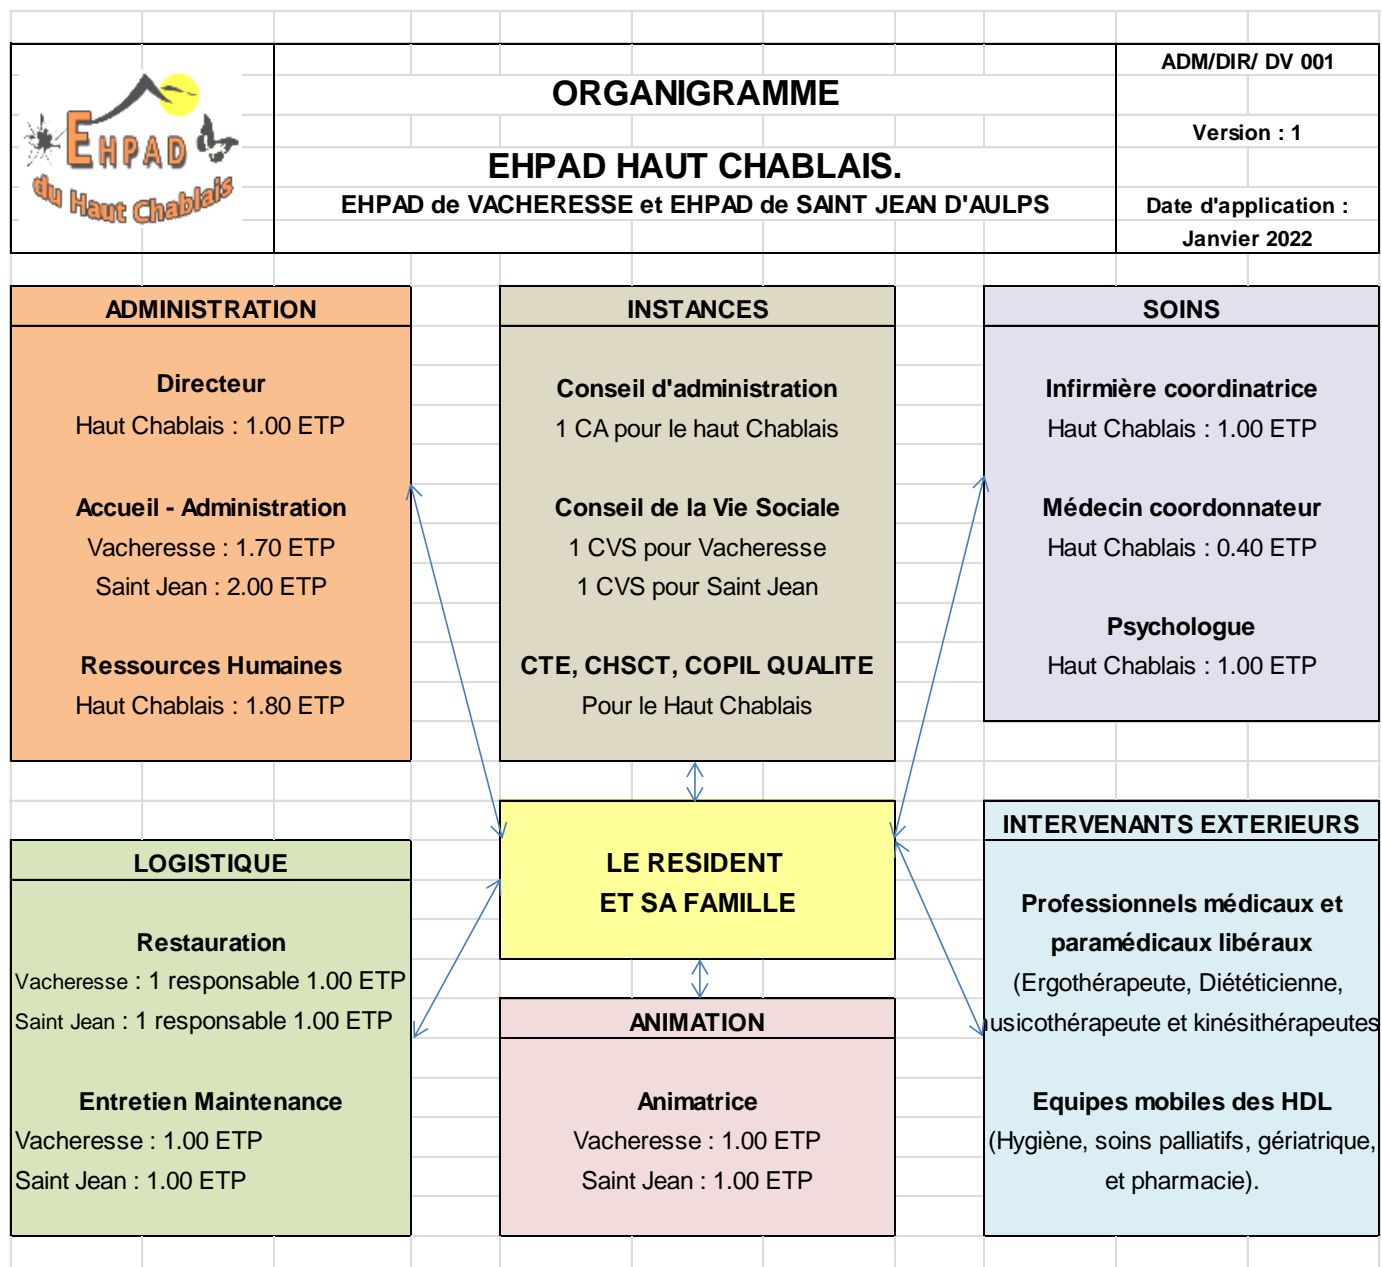 EHPAD
du Haut Chablais
ORGANIGRAMME
EHPAD HAUT CHABLAIS.
EHPAD de VACHERESSE et EHPAD de SAINT JEAN D'AULPS
ADM/DIR/ DV 001
Version : 1
Date d'application :
Janvier 2022
ADMINISTRATION
Directeur
Haut Chablais : 1.00 ETP
Accueil - Administration
Vacheresse : 1.70 ETP
Saint Jean : 2.00 ETP
Ressources Humaines
Haut Chablais : 1.80 ETP
INSTANCES
Conseil d'administration
1 CA pour le haut Chablais
Conseil de la Vie Sociale
1 CVS pour Vacheresse
1 CVS pour Saint Jean
CTE, CHSCT, COPIL QUALITE
Pour le Haut Chablais
SOINS
Infirmière coordinatrice
Haut Chablais : 1.00 ETP
Médecin coordonnateur
Haut Chablais : 0.40 ETP
Psychologue
Haut Chablais : 1.00 ETP
LOGISTIQUE
Restauration
Vacheresse : 1 responsable 1.00 ETP
Saint Jean : 1 responsable 1.00 ETP
Entretien Maintenance
Vacheresse : 1.00 ETP
Saint Jean : 1.00 ETP
LE RESIDENT
ET SA FAMILLE
ANIMATION
Animatrice
Vacheresse : 1.00 ETP
Saint Jean : 1.00 ETP
INTERVENANTS EXTERIEURS
Professionnels médicaux et
paramédicaux libéraux
(Ergothérapeute, Diététicienne,
usicothérapeute et kinésithérapeutes
Equipes mobiles des HDL
(Hygiène, soins palliatifs, gériatrique,
et pharmacie).